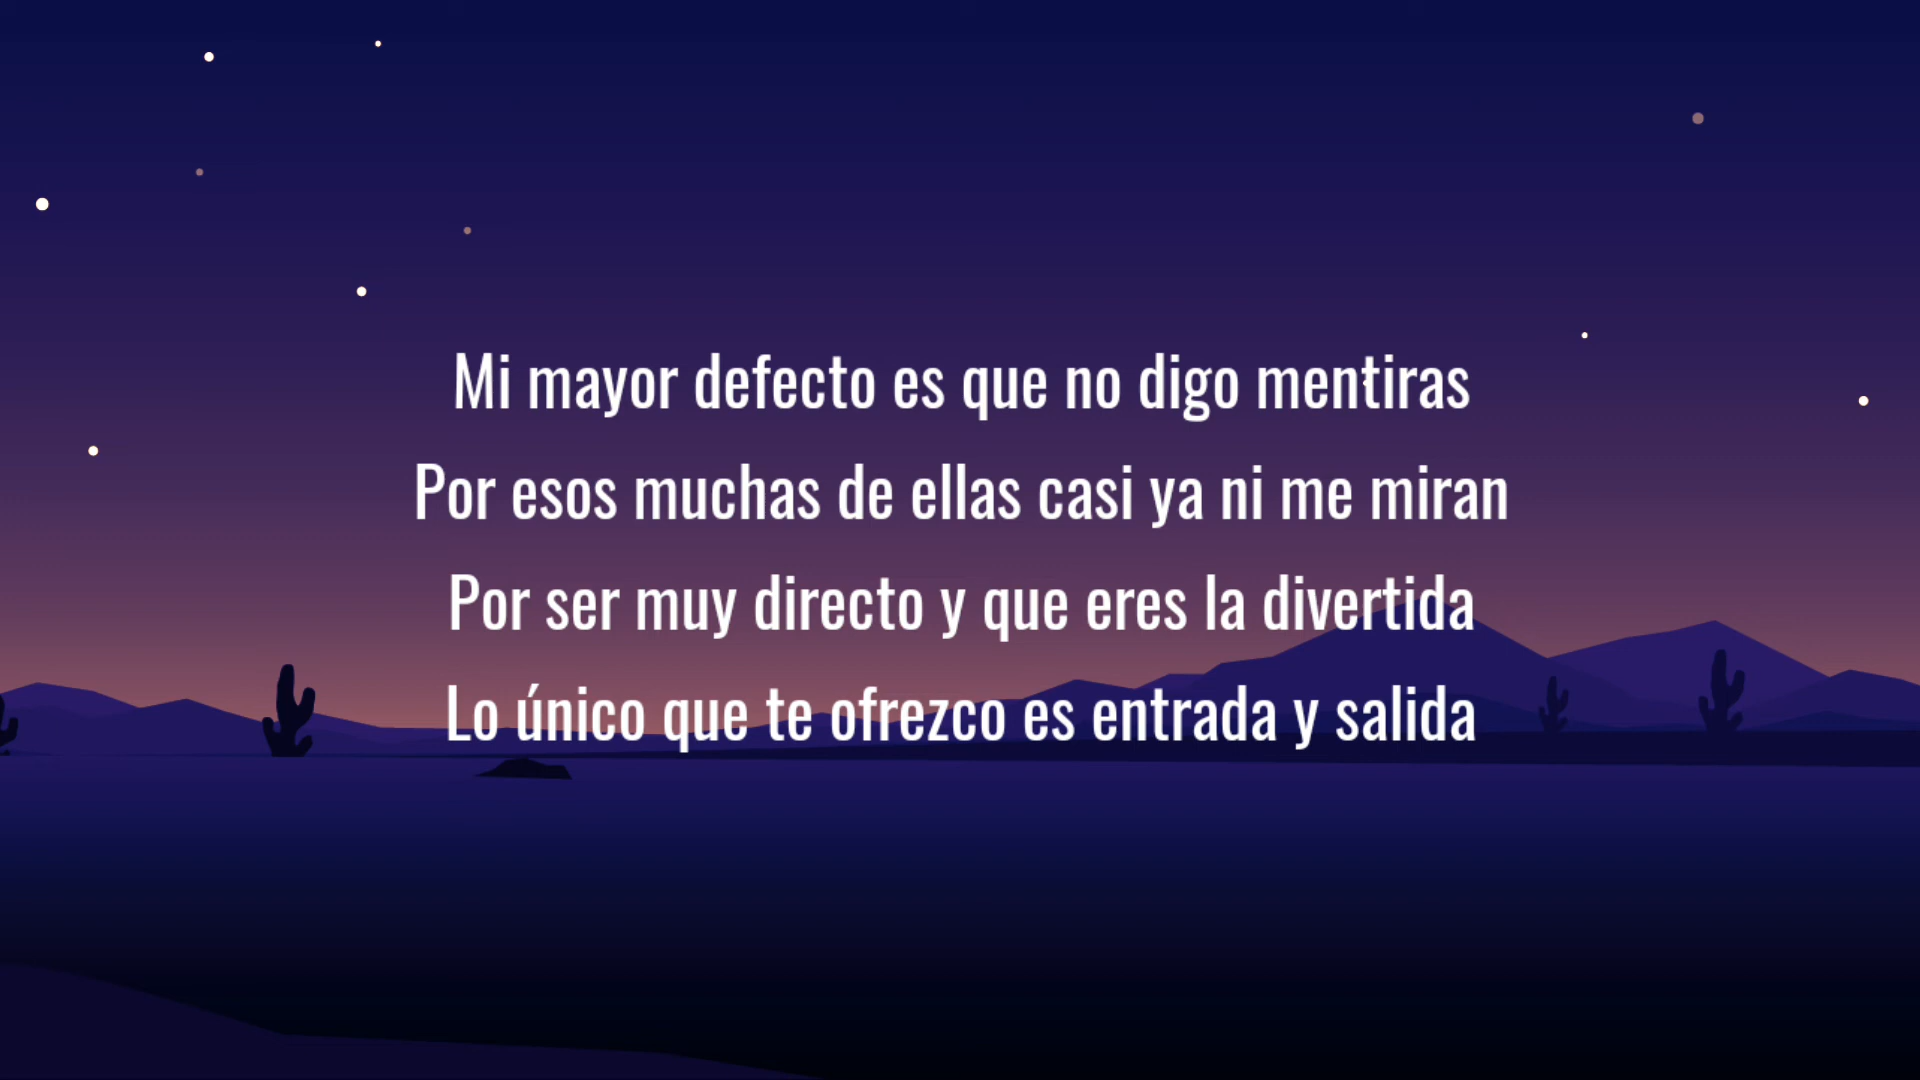 Mi mayor defecto es que no digo mentiras
Por esos muchas de ellas casi ya ni me miran
Por ser muy directo y que eres la divertida
Lo único que te ofrezco es entrada y salida